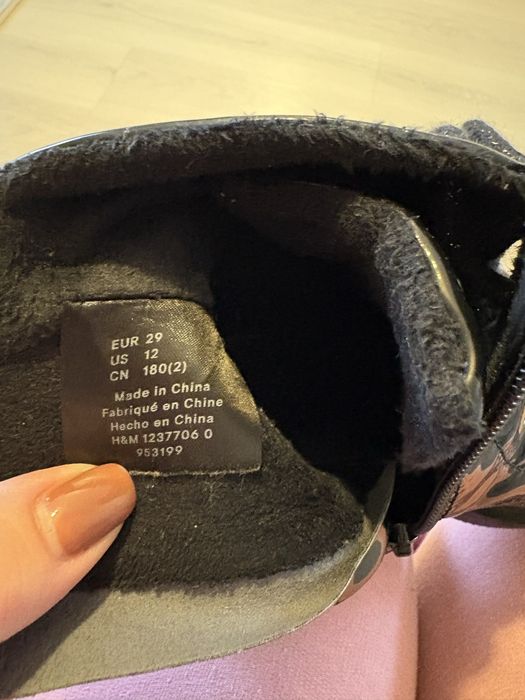 EUR 29
US 12
CN 180(2)
Made in China
Fabriqué en Chine
Hecho en China
H&M 1237706 0
953199